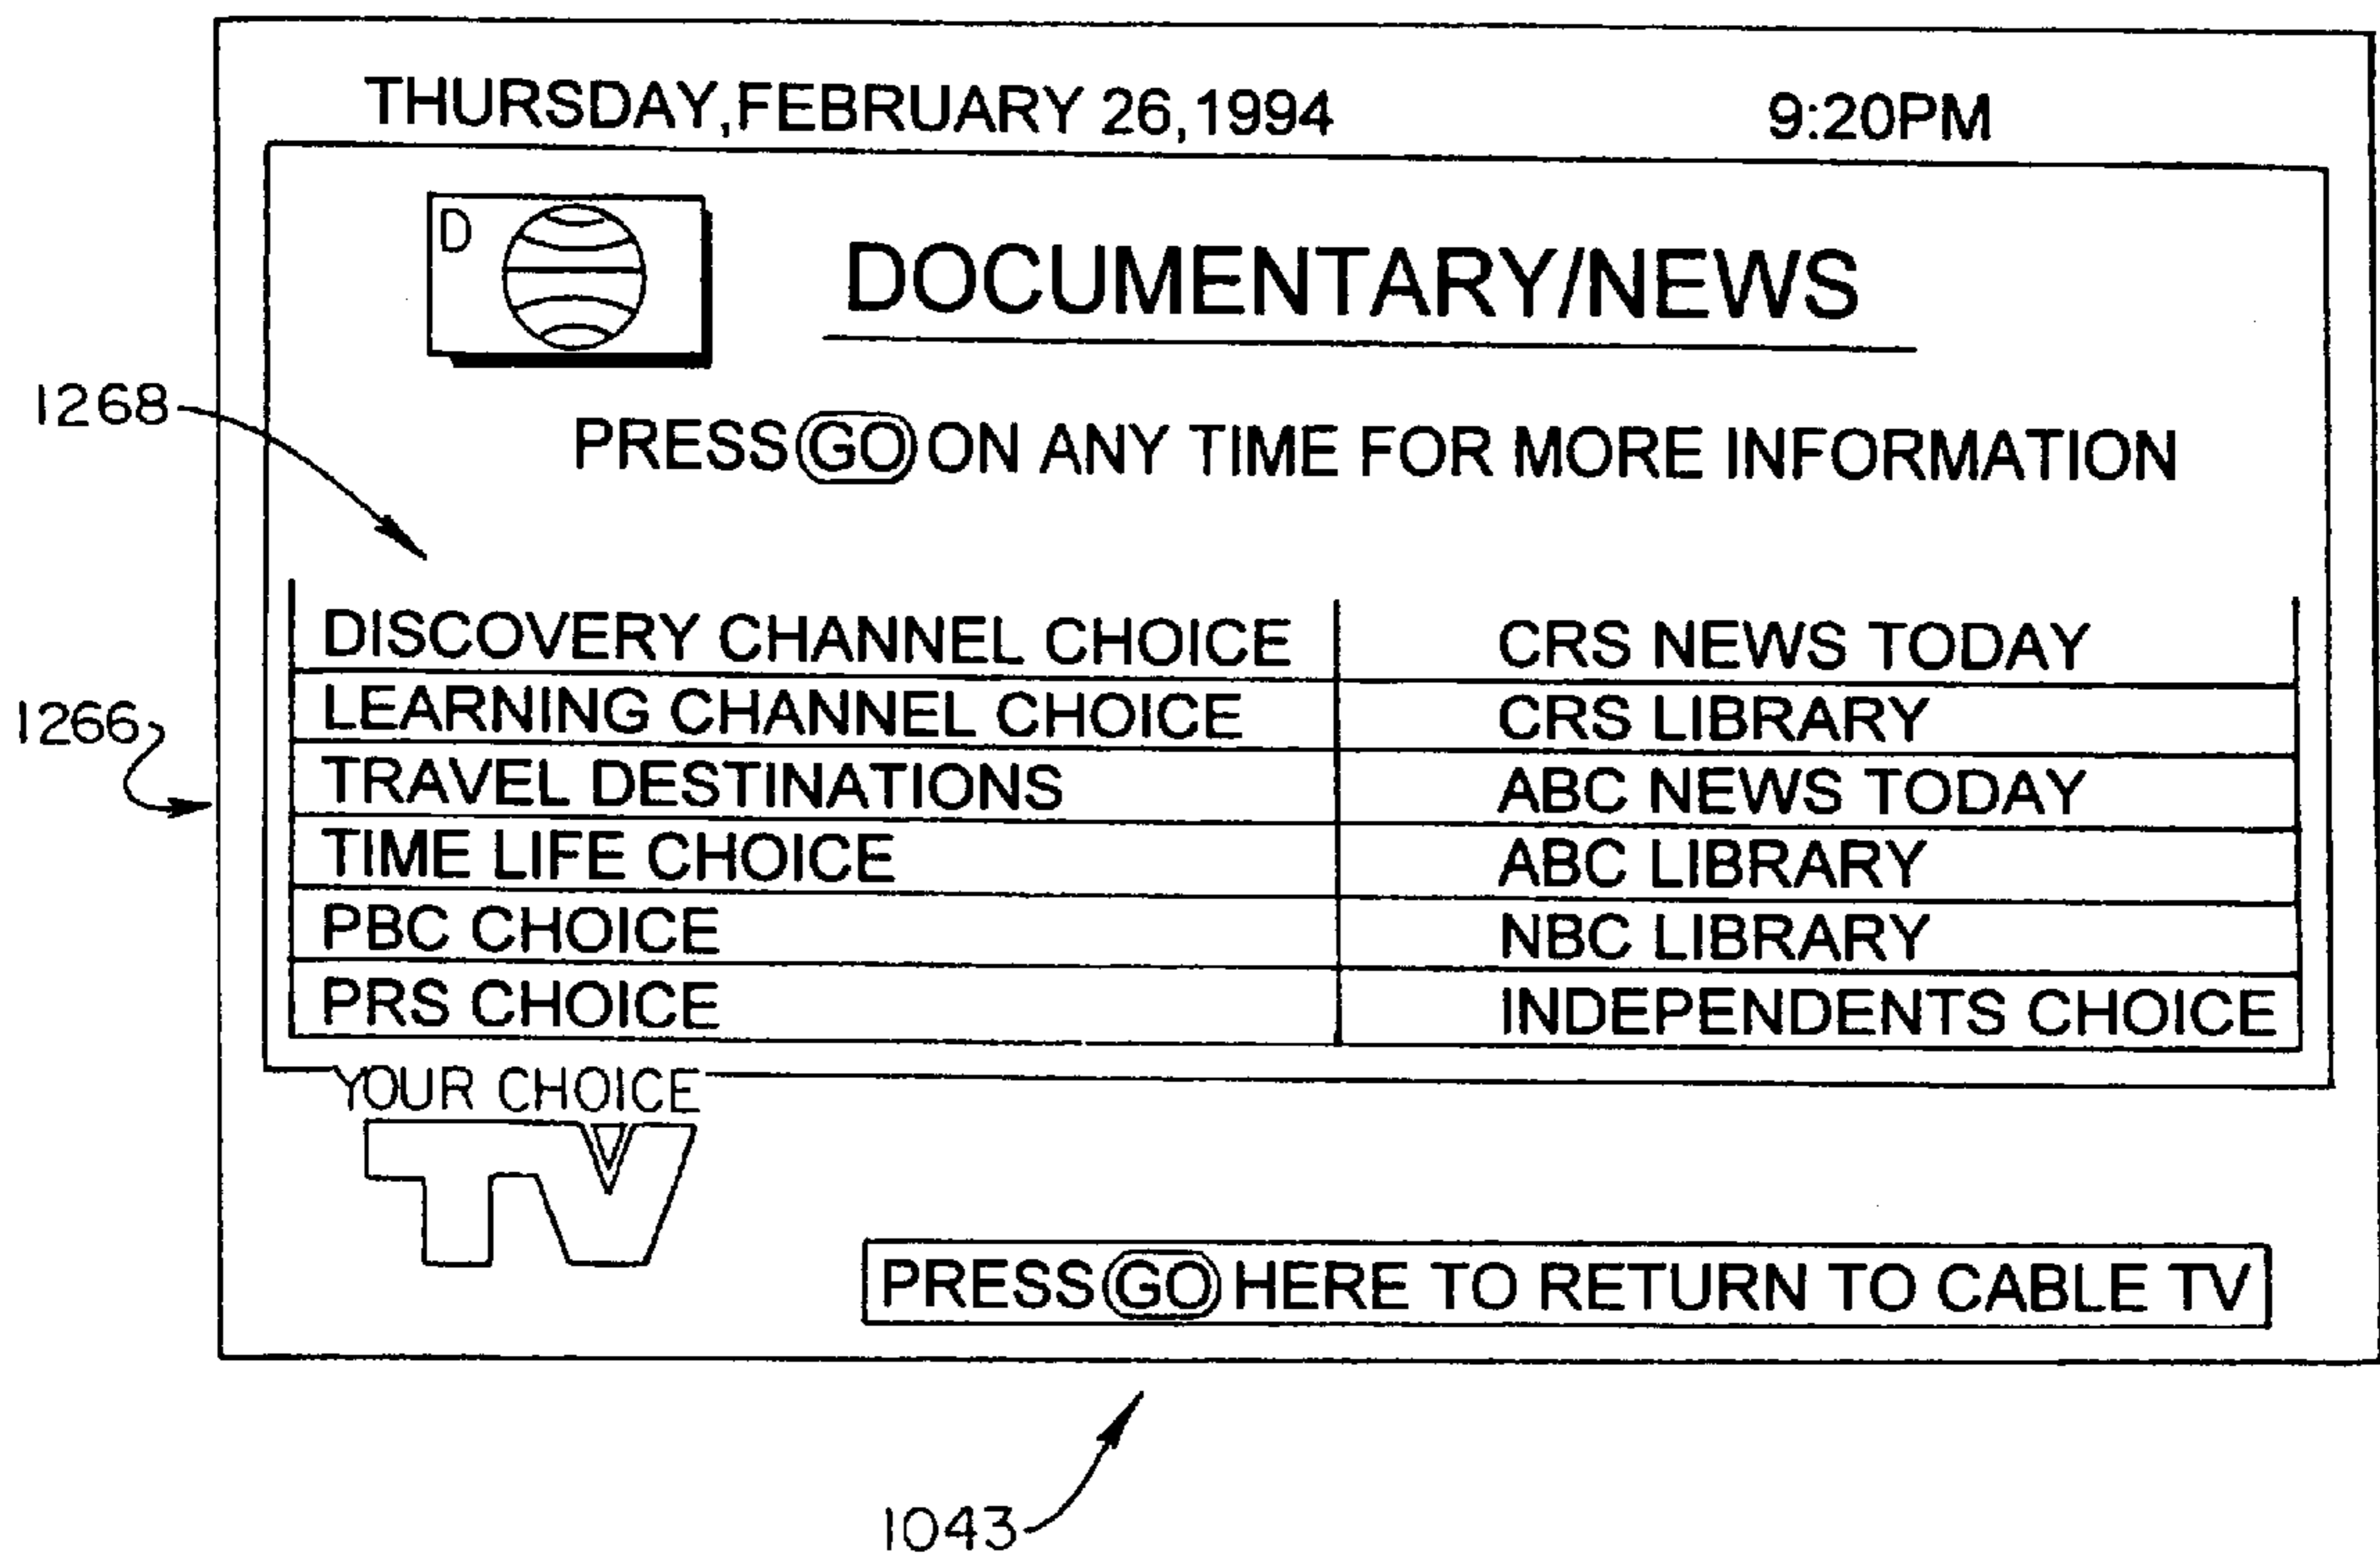 THURSDAY,FEBRUARY 26,1994 9:20PM
D
DOCUMENTARY/NEWS
1268
PRESS GO ON ANY TIME FOR MORE INFORMATION
DISCOVERY CHANNEL CHOICE CRS NEWS TODAY
1266
LEARNING CHANNEL CHOICE CRS LIBRARY
TRAVEL DESTINATIONS ABC NEWS TODAY
TIME LIFE CHOICE ABC LIBRARY
PBC CHOICE NBC LIBRARY
PRS CHOICE INDEPENDENTS CHOICE
YOUR CHOICE
TV
PRESS GO HERE TO RETURN TO CABLE TV
1043